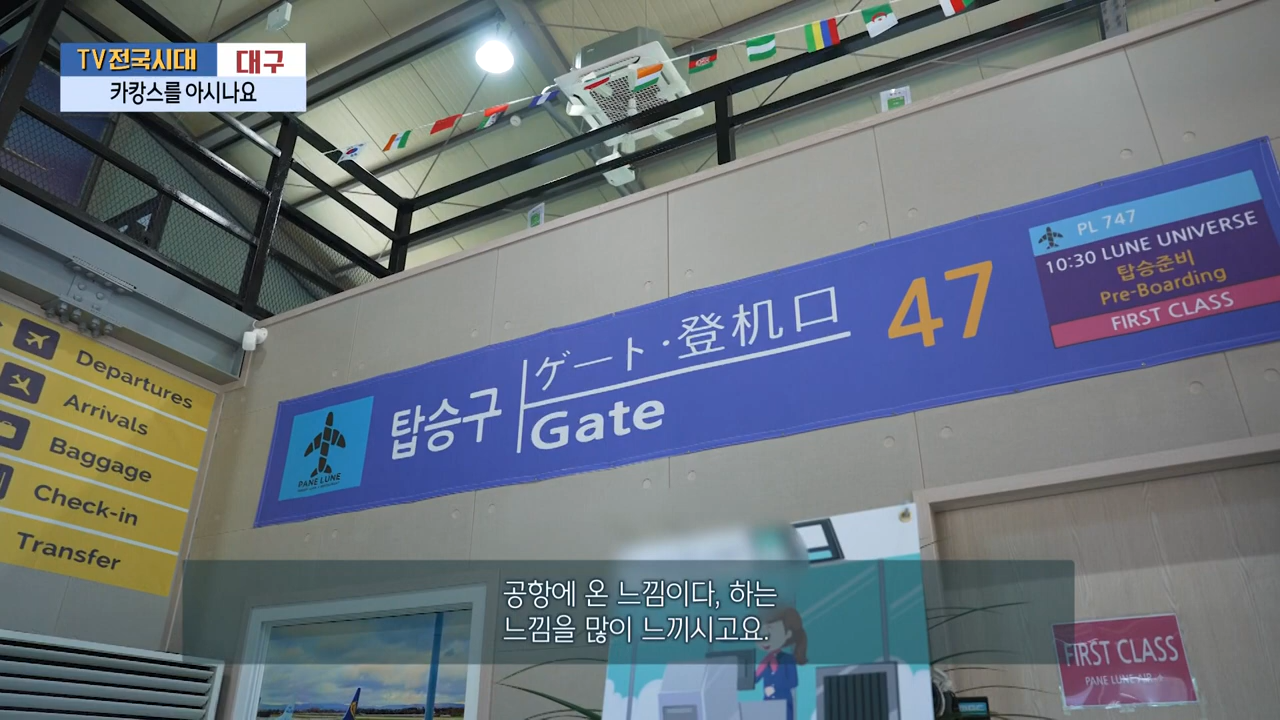 TV전국시대 대구
카캉스를 아시나요
PL 747
10:30 LUNE UNIVERSE
탑승준비
Pre-Boarding
FIRST CLASS
탑승구
ゲート・登机口
Gate
47
PANE LUNE
Departures
Arrivals
Baggage
Check-in
Transfer
FIRST CLASS
PANE LUNE AIR
공항에 온 느낌이다, 하는
느낌을 많이 느끼시고요.